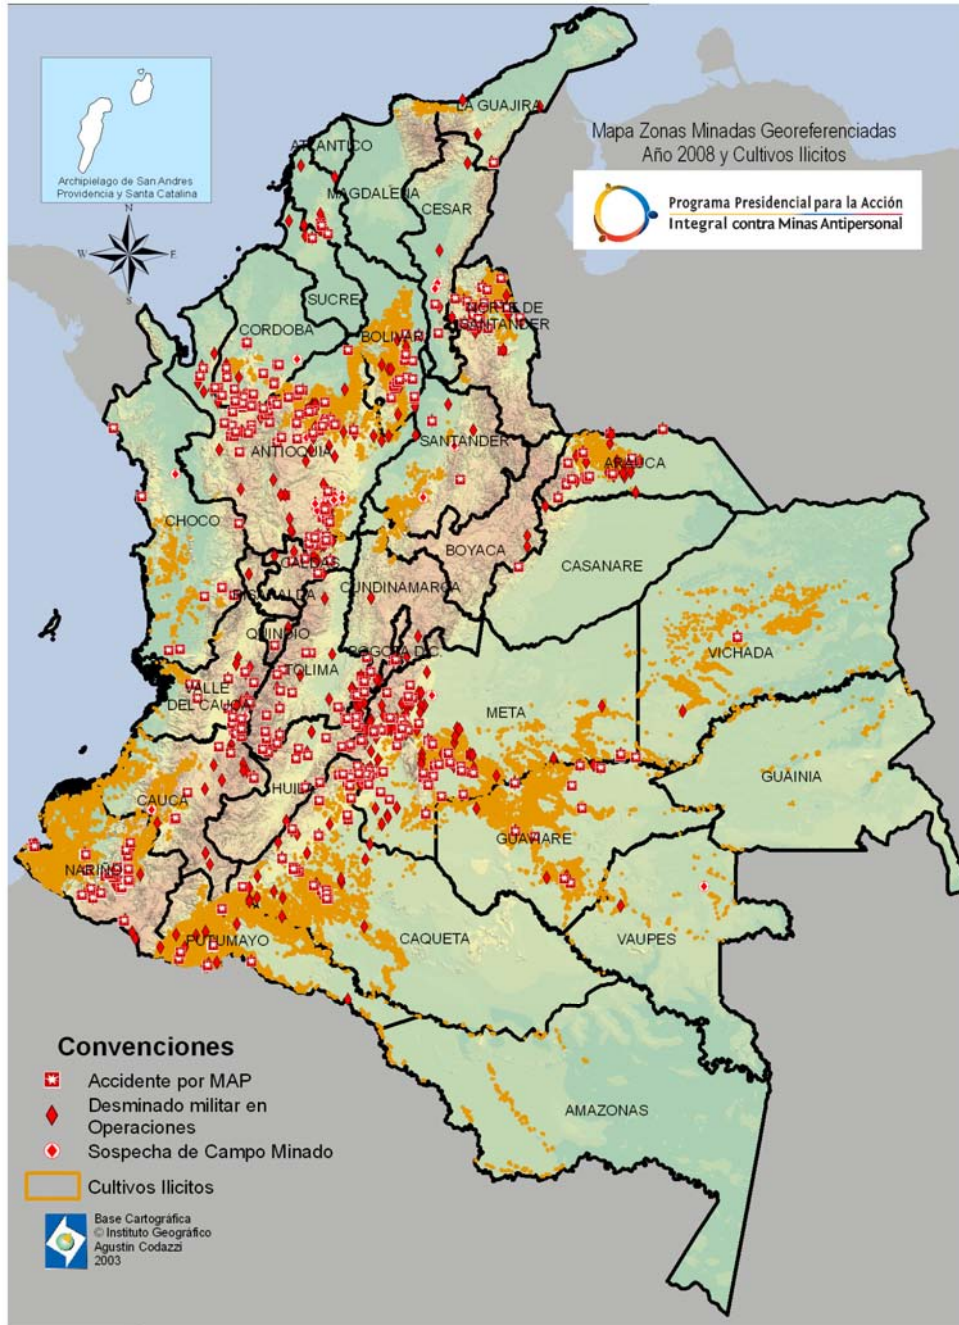 Mapa Zonas Minadas Georeferenciadas
Año 2008 y Cultivos Ilicitos
Programa Presidencial para la Acción
Integral contra Minas Antipersonal
Archipielago de San Andres
Providencia y Santa Catalina
N
W
E
S
LA GUAJIRA
ATLANTICO
MAGDALENA
CESAR
SUCRE
NORTE DE
SANTANDER
CORDOBA
BOLIVAR
SANTANDER
ANTIOQUIA
ARAUCA
CHOCO
BOYACA
CALDAS
CASANARE
CUNDINAMARCA
RISARALDA
QUINDIO
BOGOTA D.C.
VICHADA
TOLIMA
VALLE
DEL CAUCA
META
GUAINIA
CAUCA
HUILA
GUAVIARE
NARIÑO
PUTUMAYO
CAQUETA
VAUPES
AMAZONAS
Convenciones
Accidente por MAP
Desminado militar en
Operaciones
Sospecha de Campo Minado
Cultivos Ilicitos
Base Cartográfica
© Instituto Geográfico
Agustín Codazzi
2003